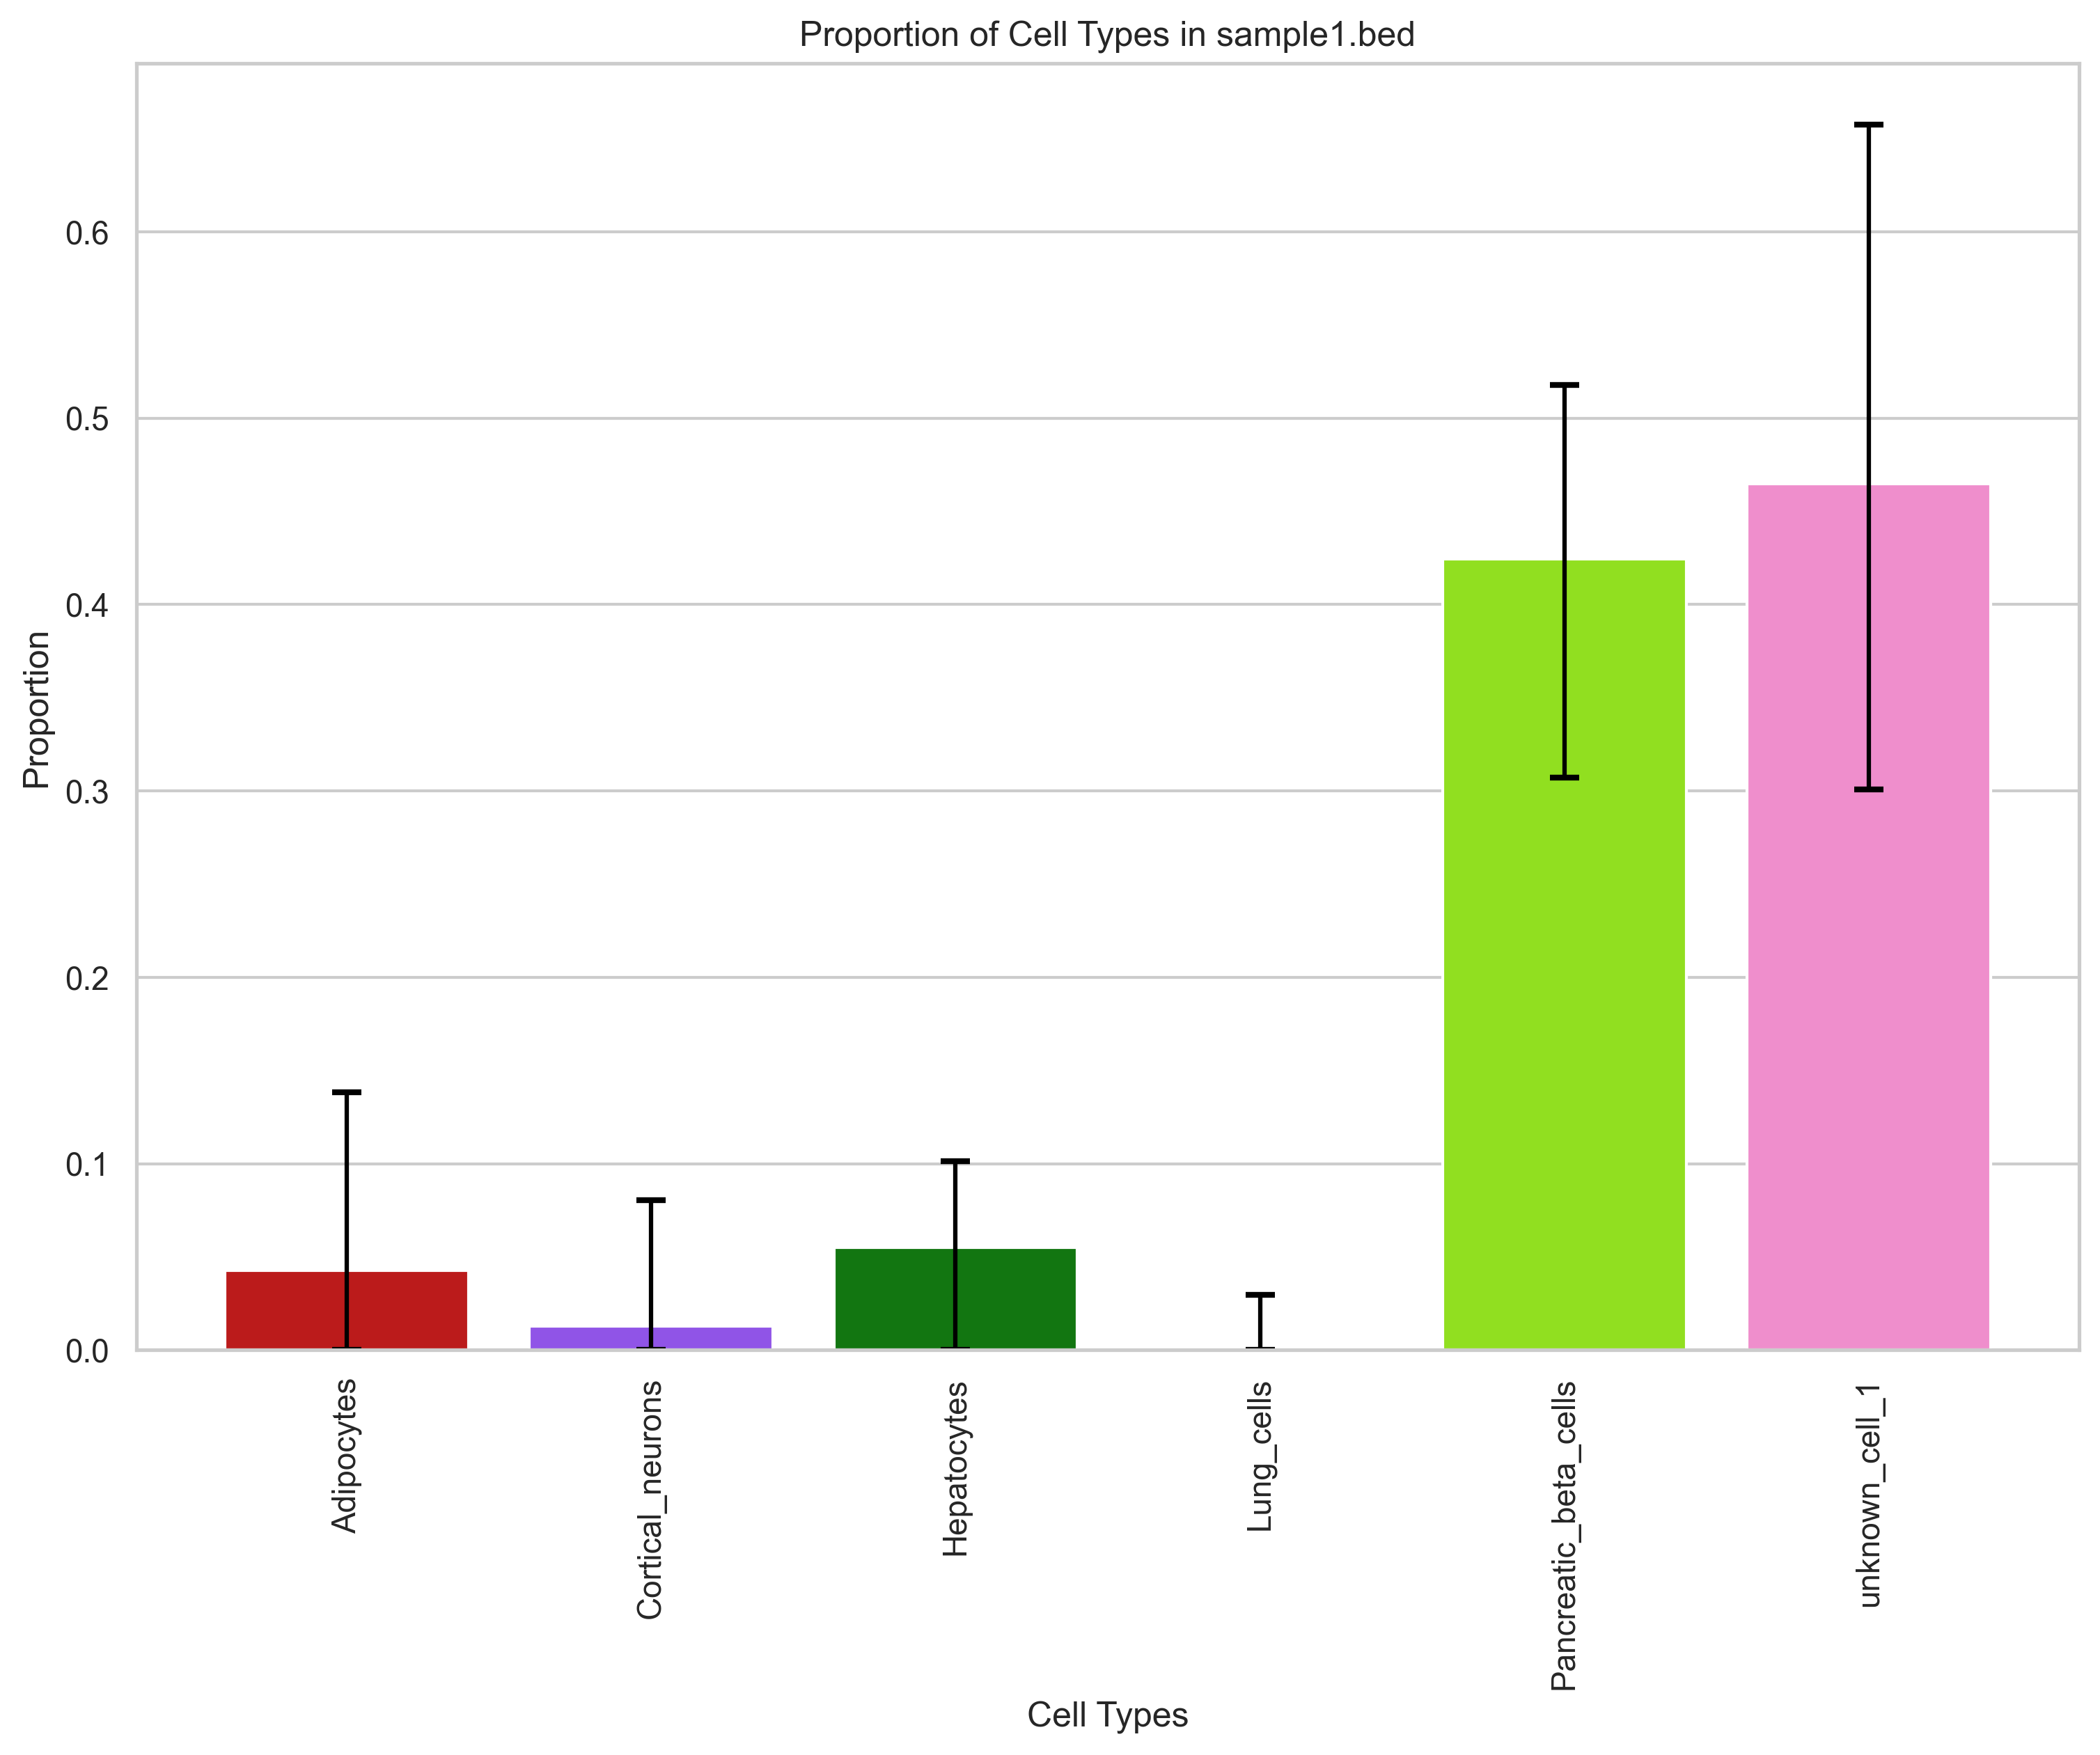 Proportion of Cell Types in sample1.bed
Proportion
0.6
0.5
0.4
0.3
0.2
0.1
0.0
Adipocytes
Cortical_neurons
Hepatocytes
Lung_cells
Pancreatic_beta_cells
unknown_cell_1
Cell Types